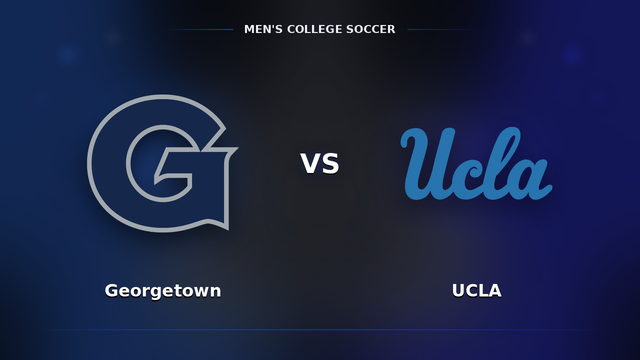 MEN'S COLLEGE SOCCER
G
VS
Ucla
Georgetown
UCLA